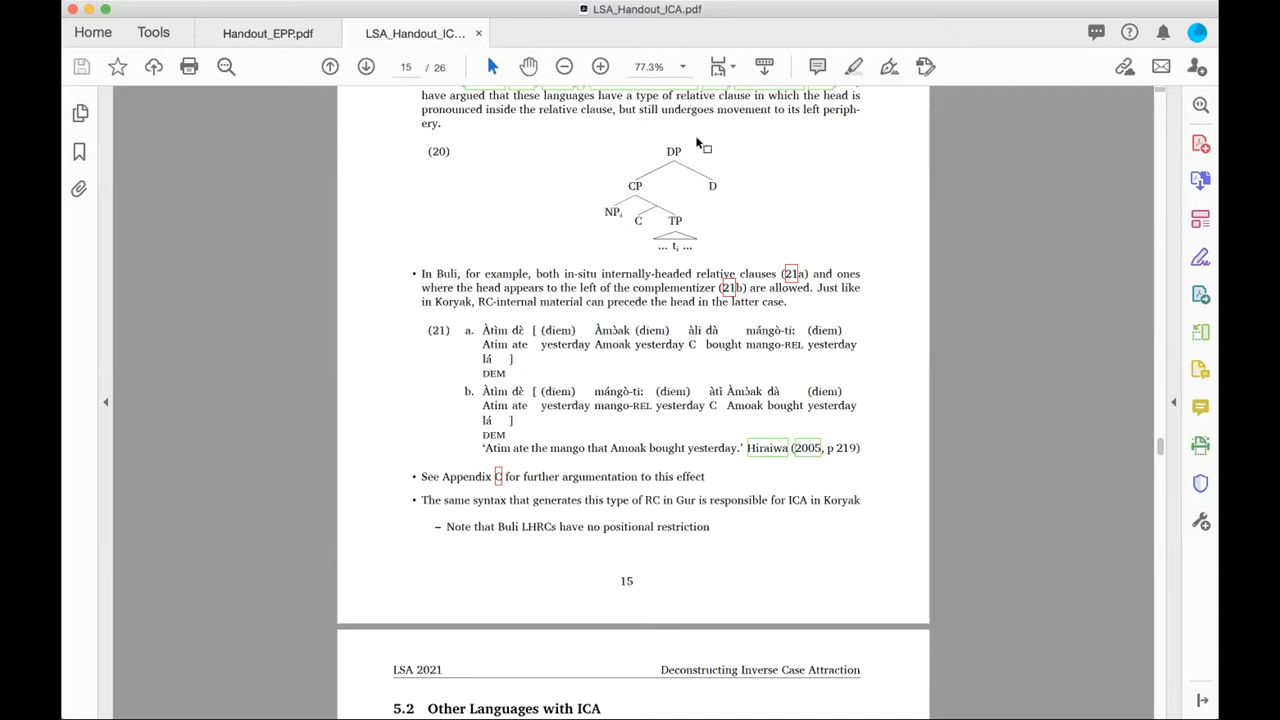 LSA_Handout_ICA.pdf
Home Tools Handout_EPP.pdf LSA_Handout_IC... ×
15 / 26 77.3%
have argued that these languages have a type of relative clause in which the head is
pronounced inside the relative clause, but still undergoes movement to its left periph-
ery.
(20) DP
CP D
NPi C TP
... ti ...
• In Buli, for example, both in-situ internally-headed relative clauses (21a) and ones
where the head appears to the left of the complementizer (21b) are allowed. Just like
in Koryak, RC-internal material can precede the head in the latter case.
(21) a. Àtìm dɛ̀ [ (diem) Àmɔ̀ak (diem) àlì dà mángò-ti: (diem)
Atim ate yesterday Amoak yesterday C bought mango-REL yesterday
lá ]
DEM
b. Àtìm dɛ̀ [ (diem) mángò-ti: (diem) àtì Àmɔ̀ak dà (diem)
Atim ate yesterday mango-REL yesterday C Amoak bought yesterday
lá ]
DEM
‘Atim ate the mango that Amoak bought yesterday.’ Hiraiwa (2005, p 219)
• See Appendix C for further argumentation to this effect
• The same syntax that generates this type of RC in Gur is responsible for ICA in Koryak
– Note that Buli LHRCs have no positional restriction
15
LSA 2021 Deconstructing Inverse Case Attraction
5.2 Other Languages with ICA